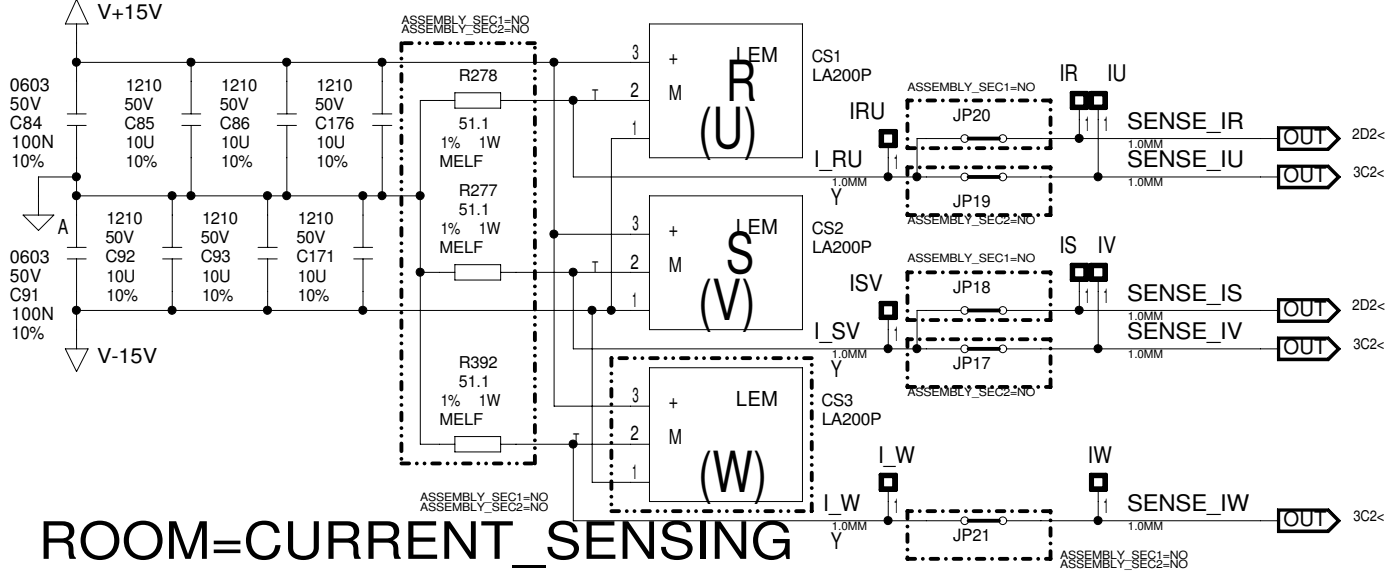 V+15V
ASSEMBLY_SEC1=NO
ASSEMBLY_SEC2=NO
0603
50V
C84
100N
10%
1210
50V
C85
10U
10%
1210
50V
C86
10U
10%
1210
50V
C176
10U
10%
R278
51.1
1% 1W
MELF
3
2
1
+
M
LEM
R
(U)
CS1
LA200P
T
A
0603
50V
C91
100N
10%
1210
50V
C92
10U
10%
1210
50V
C93
10U
10%
1210
50V
C171
10U
10%
V-15V
R277
51.1
1% 1W
MELF
3
2
1
+
M
LEM
S
(V)
CS2
LA200P
T
R392
51.1
1% 1W
MELF
3
2
1
+
M
LEM
(W)
CS3
LA200P
T
ASSEMBLY_SEC1=NO
ASSEMBLY_SEC2=NO
IRU
1
I_RU
1.0MM
Y
ASSEMBLY_SEC1=NO
JP20
JP19
ASSEMBLY_SEC2=NO
IR
IU
1
1
SENSE_IR
1.0MM
OUT
2D2<
SENSE_IU
1.0MM
OUT
3C2<
ISV
1
I_SV
1.0MM
Y
ASSEMBLY_SEC1=NO
JP18
JP17
ASSEMBLY_SEC2=NO
IS
IV
1
1
SENSE_IS
1.0MM
OUT
2D2<
SENSE_IV
1.0MM
OUT
3C2<
I_W
1
I_W
1.0MM
Y
JP21
IW
1
SENSE_IW
1.0MM
OUT
3C2<
ASSEMBLY_SEC1=NO
ASSEMBLY_SEC2=NO
ROOM=CURRENT_SENSING